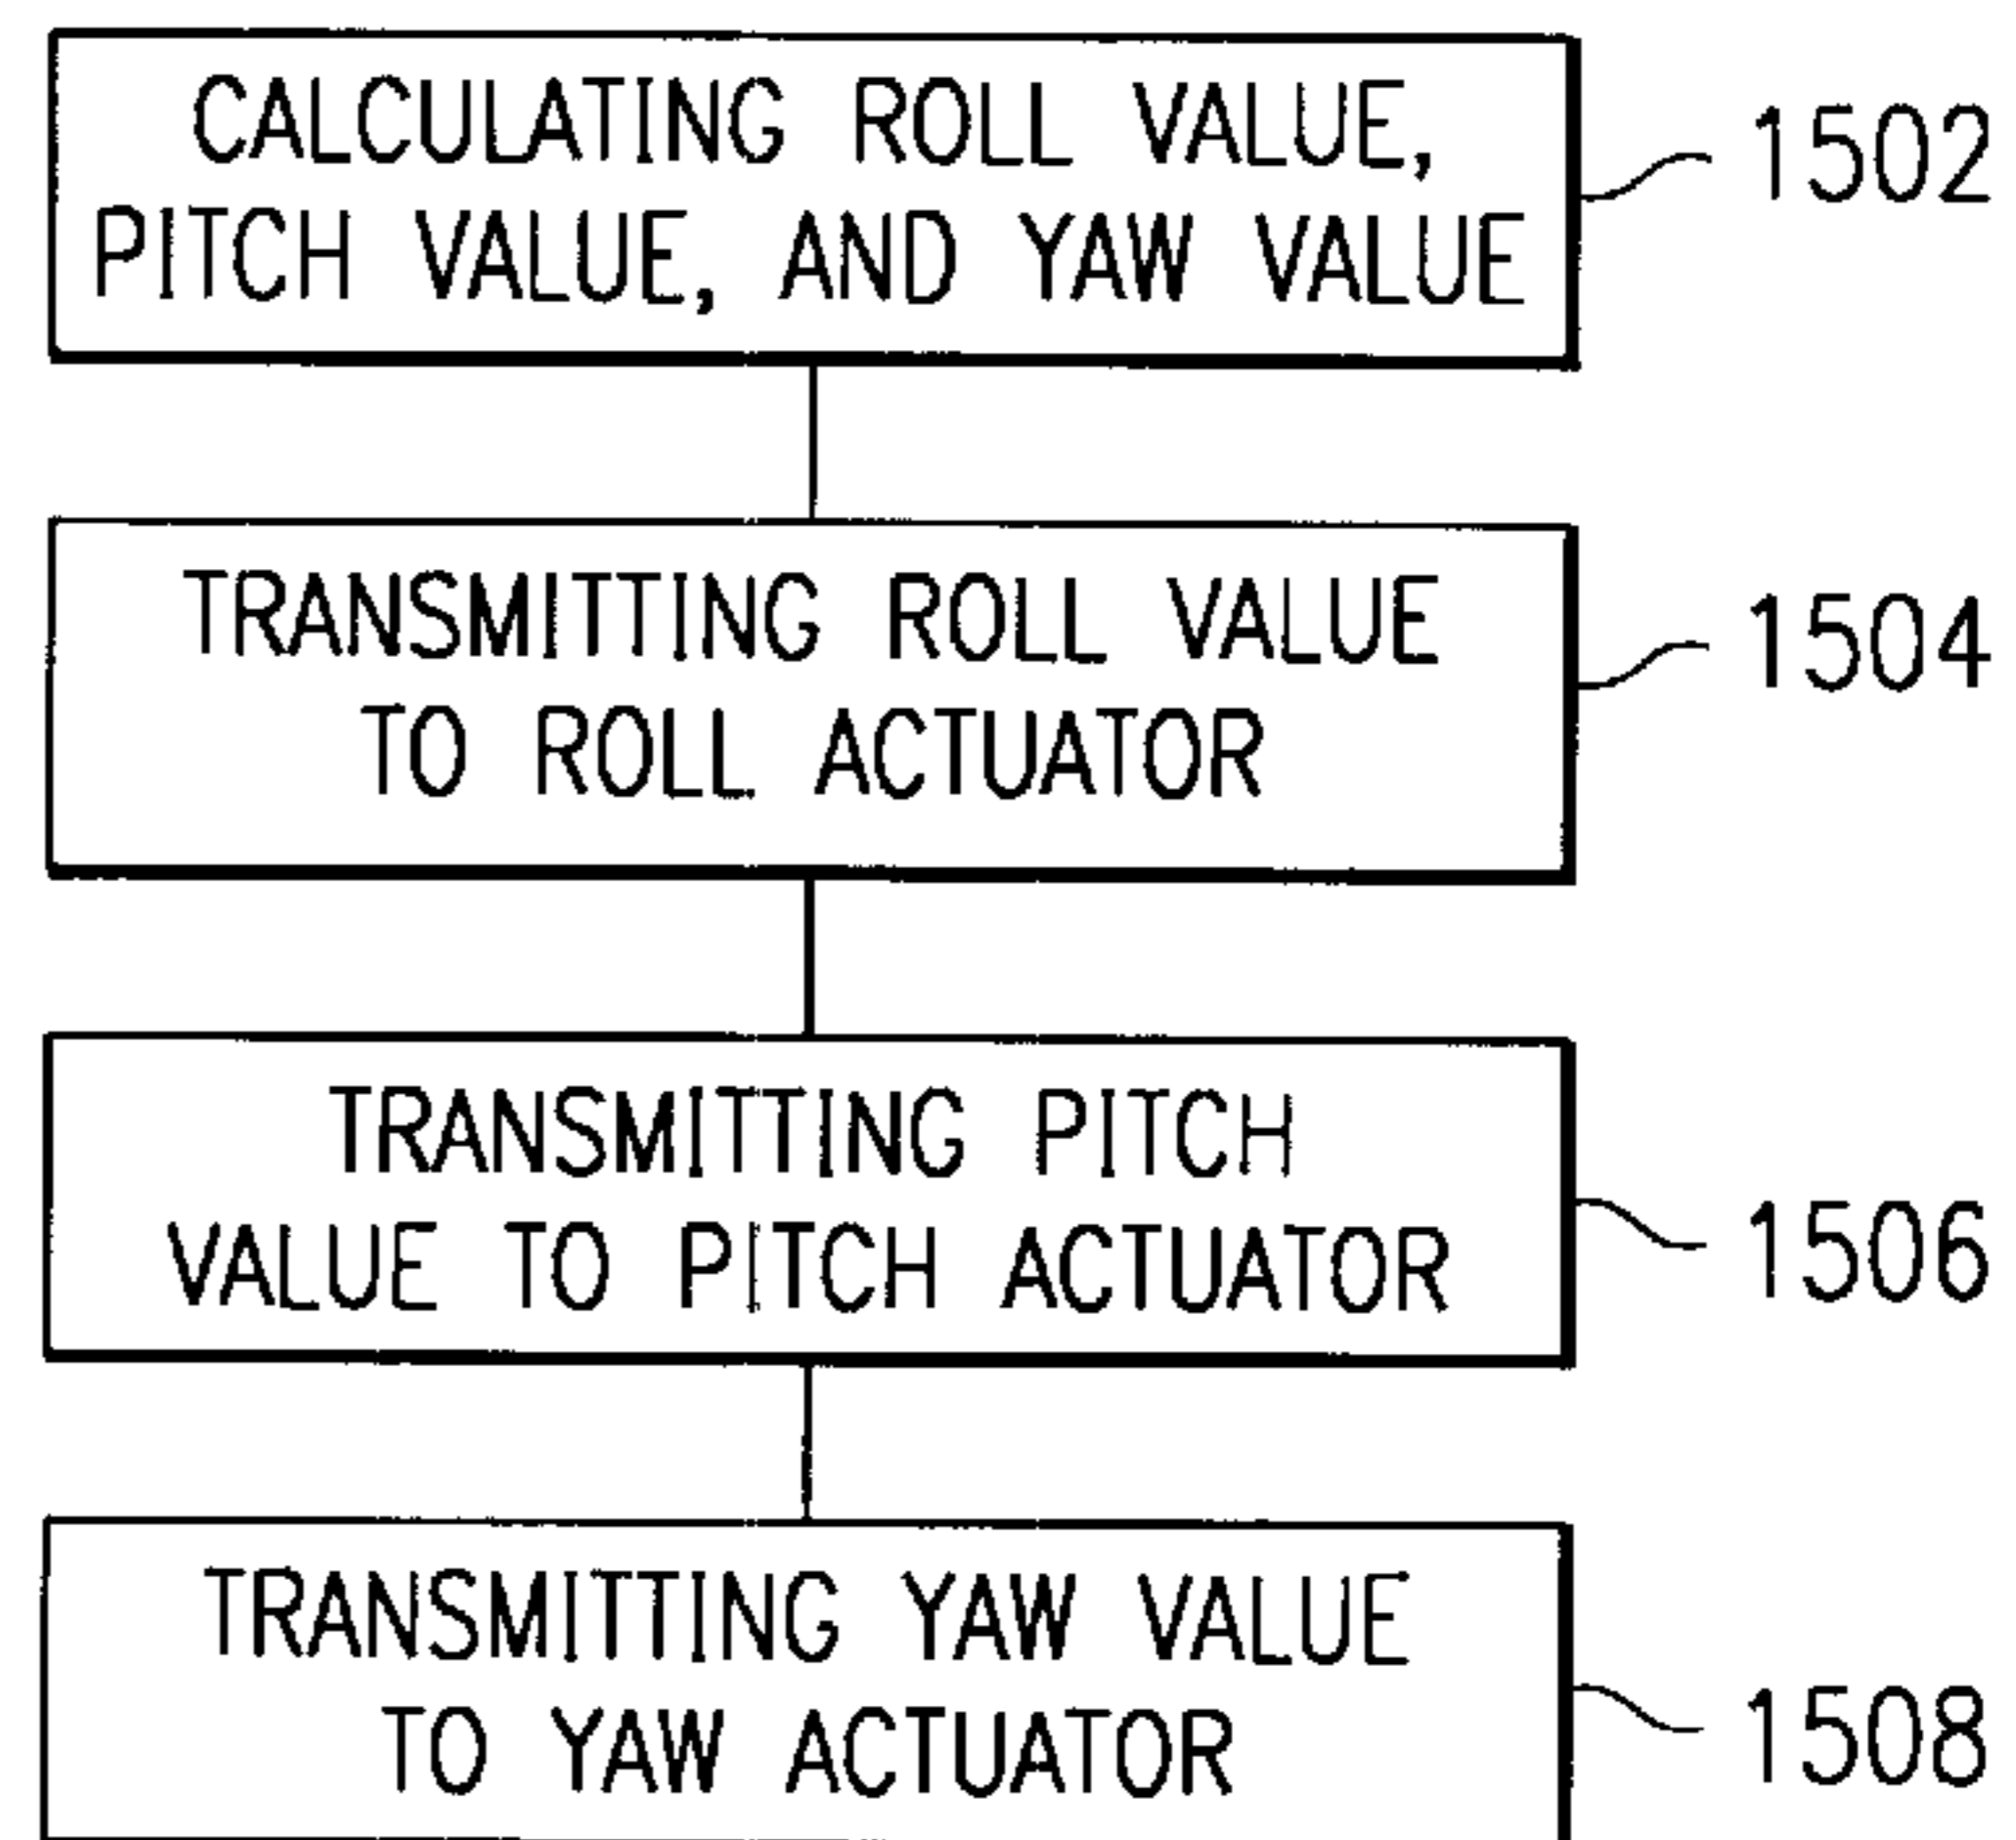 CALCULATING ROLL VALUE,
PITCH VALUE, AND YAW VALUE
1502
TRANSMITTING ROLL VALUE
TO ROLL ACTUATOR
1504
TRANSMITTING PITCH
VALUE TO PITCH ACTUATOR
1506
TRANSMITTING YAW VALUE
TO YAW ACTUATOR
1508